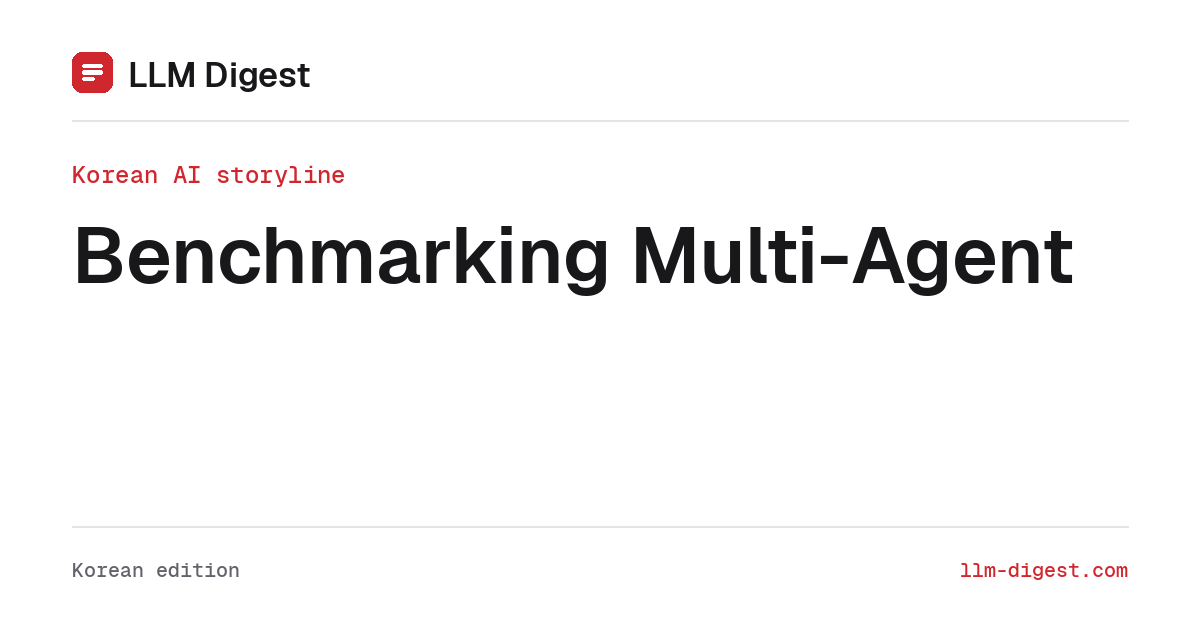 LLM Digest
Korean AI storyline
Benchmarking Multi-Agent
Korean edition
llm-digest.com